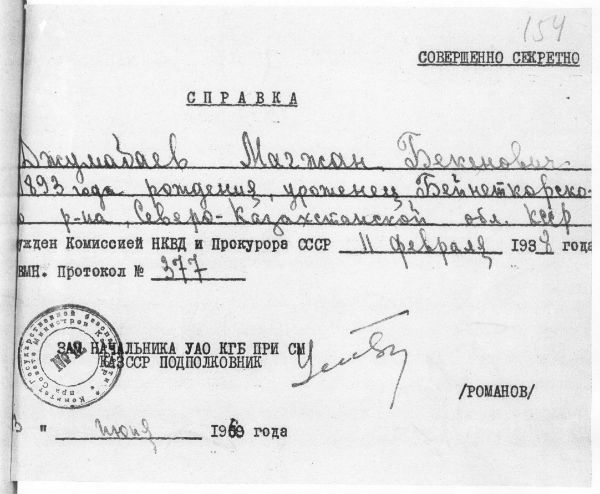 154
СОВЕРШЕННО СЕКРЕТНО
СПРАВКА
Джумабаев Магжан Бекенович
1893 года рождения, уроженец Бейнеткорско-
о р-на, Северо-Казахстанской обл. КССР
ужден Комиссией НКВД и Прокурора СССР 11 февраля 1938 года
ВМН. Протокол № 377
ЗАМ НАЧАЛЬНИКА УАО КГБ ПРИ СМ
КАЗССР ПОДПОЛКОВНИК
/РОМАНОВ/
" июня 19 года